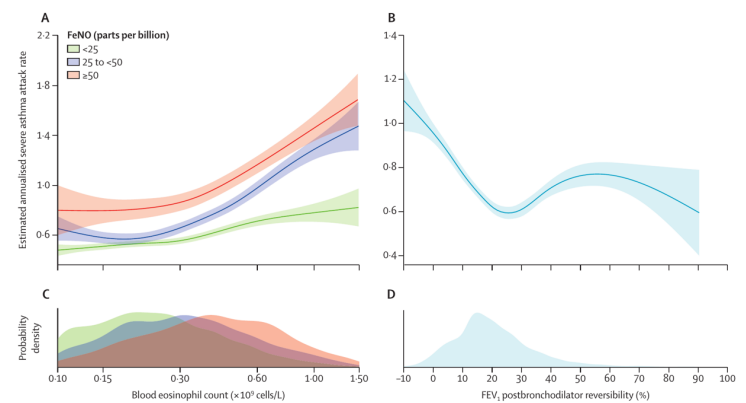 A
FeNO (parts per billion)
<25
25 to <50
≥50
2·2
1·8
1·4
1·0
0·6
Estimated annualised severe asthma attack rate
B
1·4
1·2
1·0
0·8
0·6
0·4
C
Probability
density
0·10
0·15
0·30
0·60
1·00
1·50
Blood eosinophil count (×10⁹ cells/L)
D
−10
0
10
20
30
40
50
60
70
80
90
100
FEV₁ postbronchodilator reversibility (%)